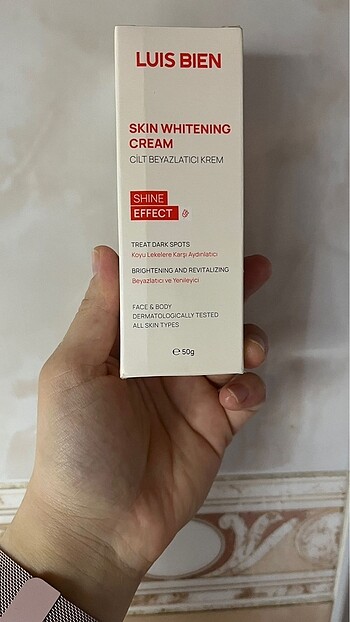 LUIS BIEN
SKIN WHITENING
CREAM
CİLT BEYAZLATICI KREM
SHINE
EFFECT
TREAT DARK SPOTS
Koyu Lekelere Karşı Aydınlatıcı
BRIGHTENING AND REVITALIZING
Beyazlatıcı ve Yenileyici
FACE & BODY
DERMATOLOGICALLY TESTED
ALL SKIN TYPES
℮ 50g